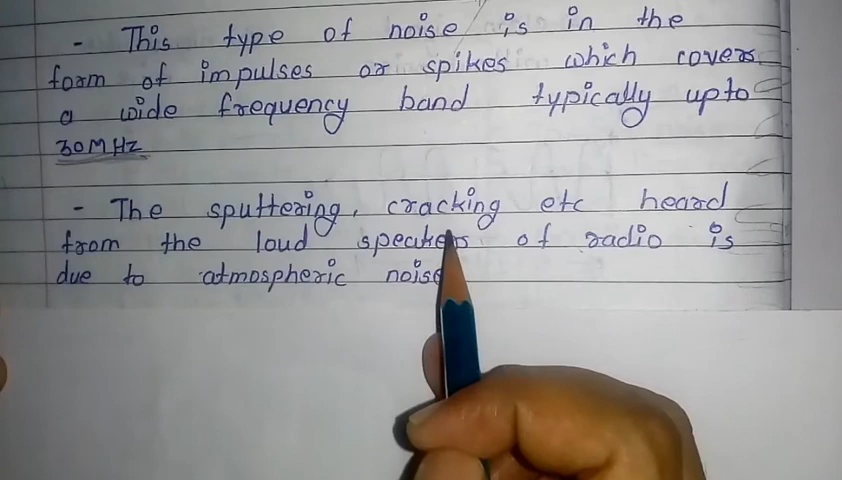 - This type of noise is in the
form of impulses or spikes which covers
a wide frequency band typically upto
30MHz
- The sputtering, cracking etc heard
from the loud speakers of radio is
due to atmospheric noise